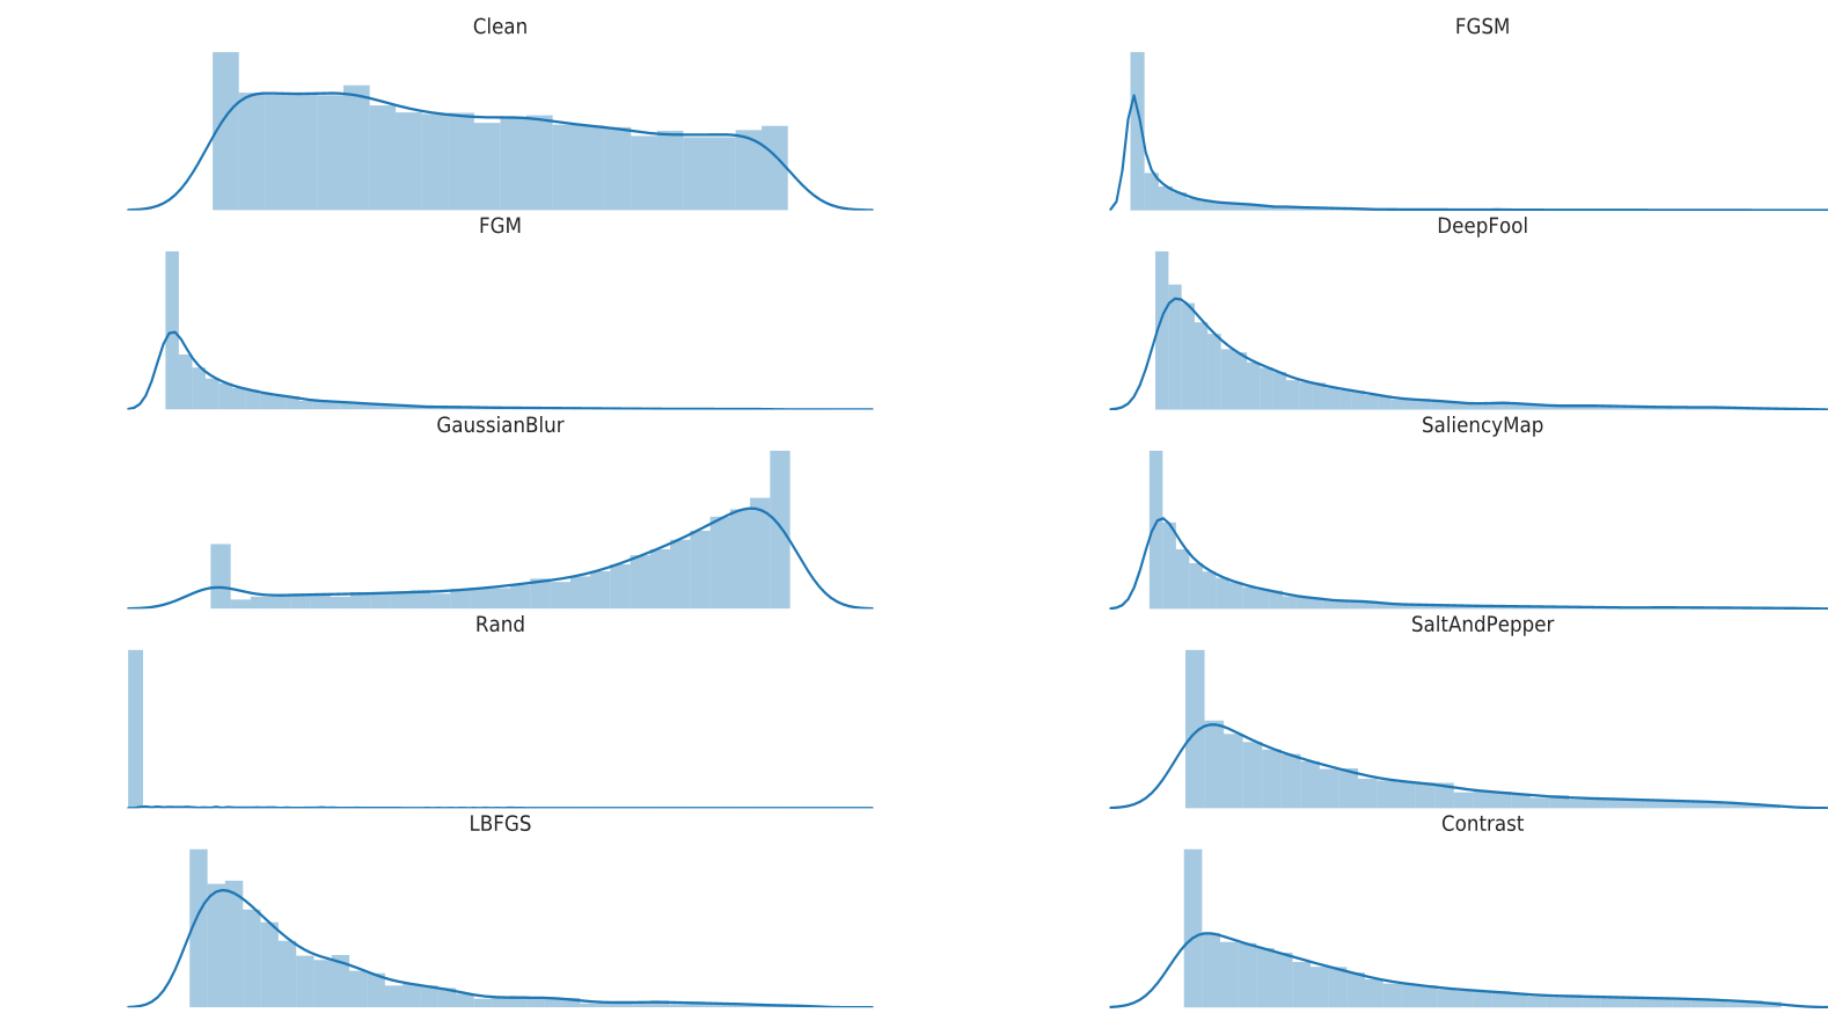 Clean
FGSM
FGM
DeepFool
GaussianBlur
SaliencyMap
Rand
SaltAndPepper
LBFGS
Contrast